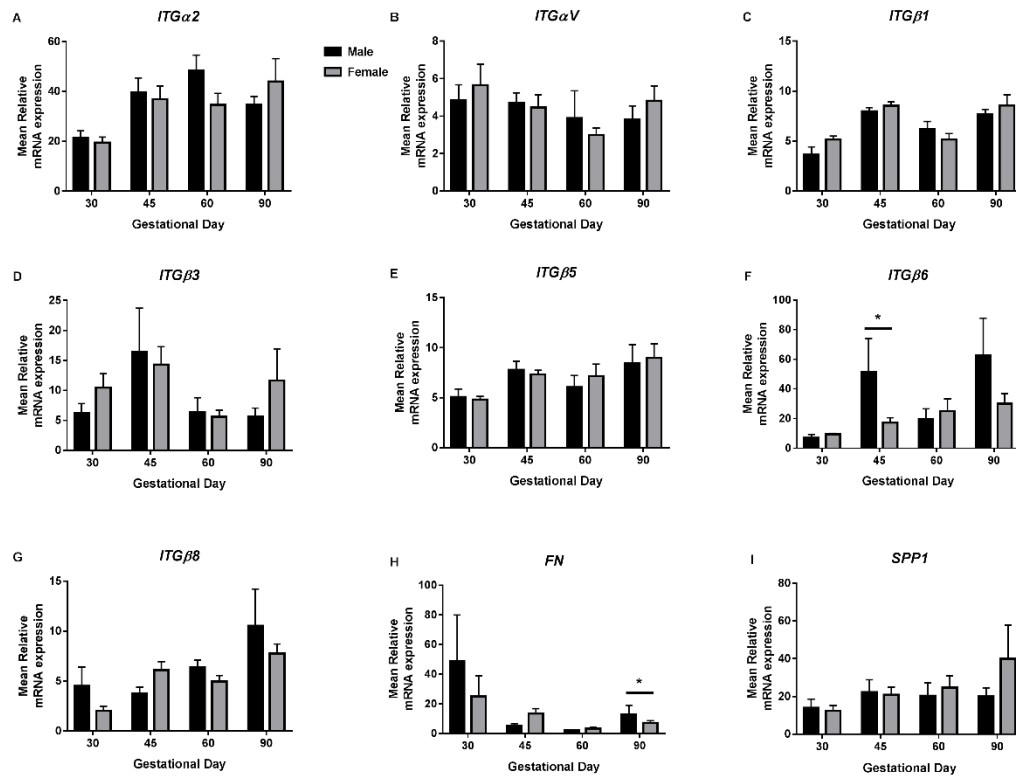 A
ITGα2
Mean Relative
mRNA expression
60
40
20
0
30
45
60
90
Gestational Day
Male
Female
B
ITGαV
Mean Relative
mRNA expression
8
6
4
2
0
30
45
60
90
Gestational Day
C
ITGβ1
Mean Relative
mRNA expression
15
10
5
0
30
45
60
90
Gestational Day
D
ITGβ3
Mean Relative
mRNA expression
25
20
15
10
5
0
30
45
60
90
Gestational Day
E
ITGβ5
Mean Relative
mRNA expression
15
10
5
0
30
45
60
90
Gestational Day
F
ITGβ6
Mean Relative
mRNA expression
100
80
60
40
20
0
*
30
45
60
90
Gestational Day
G
ITGβ8
Mean Relative
mRNA expression
15
10
5
0
30
45
60
90
Gestational Day
H
FN
Mean Relative
mRNA expression
100
80
60
40
20
0
*
30
45
60
90
Gestational Day
I
SPP1
Mean Relative
mRNA expression
80
60
40
20
0
30
45
60
90
Gestational Day